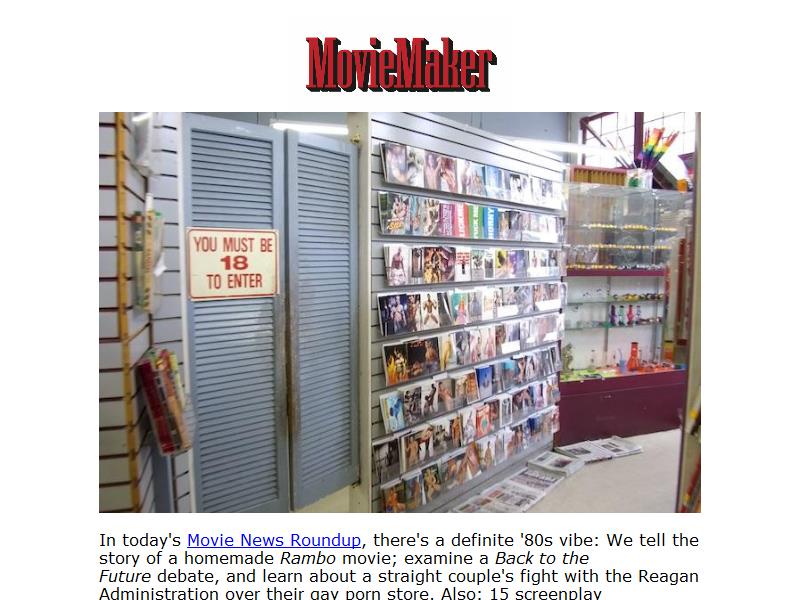 MovieMaker
YOU MUST BE
18
TO ENTER
In today's Movie News Roundup, there's a definite '80s vibe: We tell the
story of a homemade Rambo movie; examine a Back to the
Future debate, and learn about a straight couple's fight with the Reagan
Administration over their gay porn store. Also: 15 screenplay